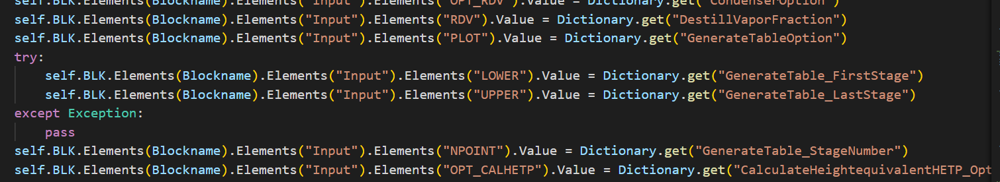 self.BLK.Elements(Blockname).Elements("Input").Elements("OPT_RDV").Value = Dictionary.get("CondenserOption")
self.BLK.Elements(Blockname).Elements("Input").Elements("RDV").Value = Dictionary.get("DestillVaporFraction")
self.BLK.Elements(Blockname).Elements("Input").Elements("PLOT").Value = Dictionary.get("GenerateTableOption")
try:
    self.BLK.Elements(Blockname).Elements("Input").Elements("LOWER").Value = Dictionary.get("GenerateTable_FirstStage")
    self.BLK.Elements(Blockname).Elements("Input").Elements("UPPER").Value = Dictionary.get("GenerateTable_LastStage")
except Exception:
    pass
self.BLK.Elements(Blockname).Elements("Input").Elements("NPOINT").Value = Dictionary.get("GenerateTable_StageNumber")
self.BLK.Elements(Blockname).Elements("Input").Elements("OPT_CALHETP").Value = Dictionary.get("CalculateHeightequivalentHETP_Opt